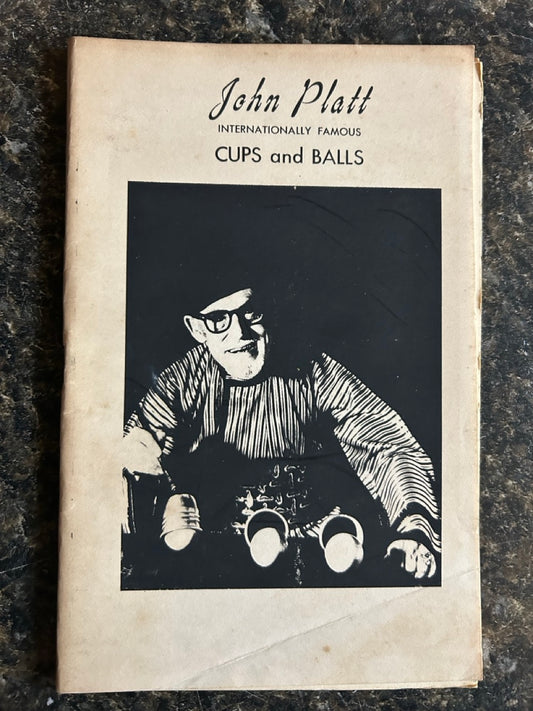 John Platt
INTERNATIONALLY FAMOUS
CUPS and BALLS